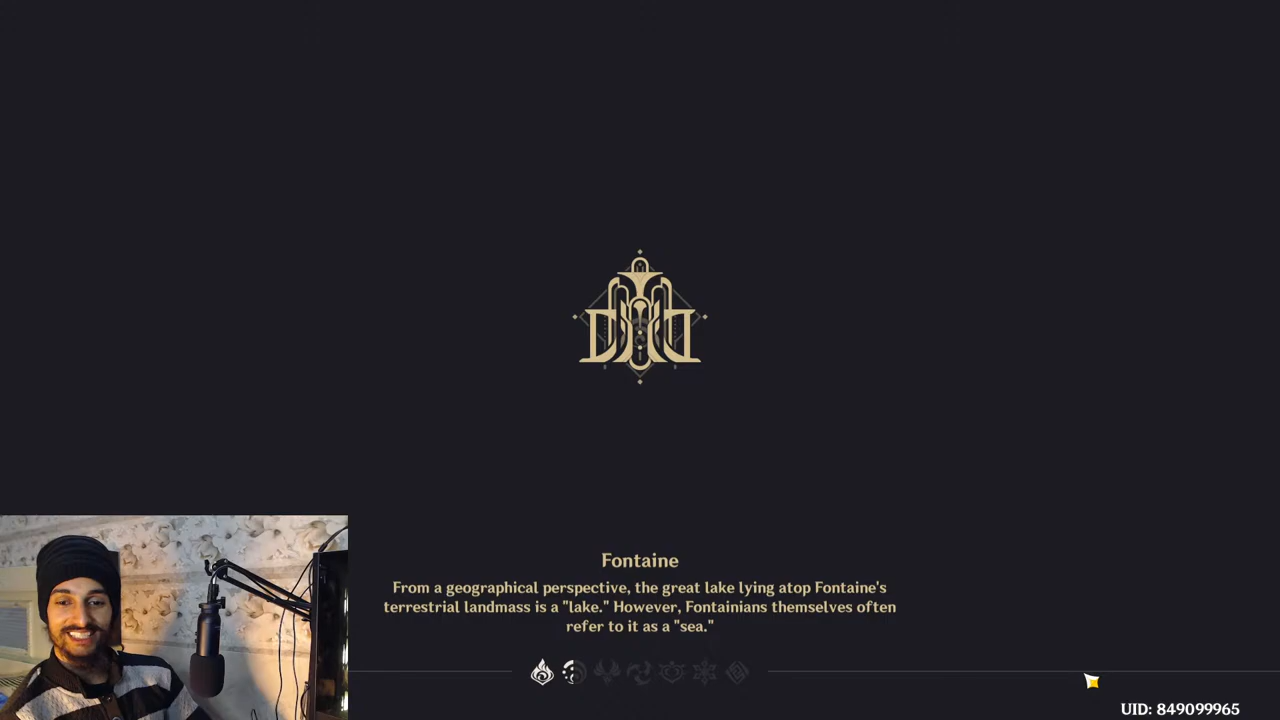 Fontaine
From a geographical perspective, the great lake lying atop Fontaine's
terrestrial landmass is a "lake." However, Fontainians themselves often
refer to it as a "sea."
UID: 849099965